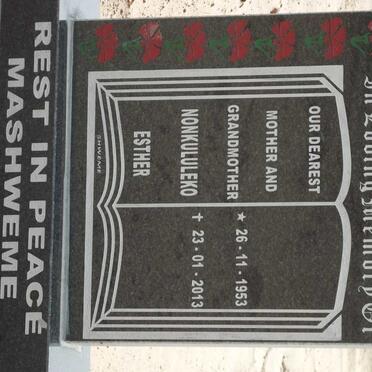 In Loving Memory Of
OUR DEAREST
MOTHER AND
GRANDMOTHER
NONKULULEKO
ESTHER
SHWEME
★ 26 - 11 - 1953
✝ 23 - 01 - 2013
REST IN PEACE
MASHWEME